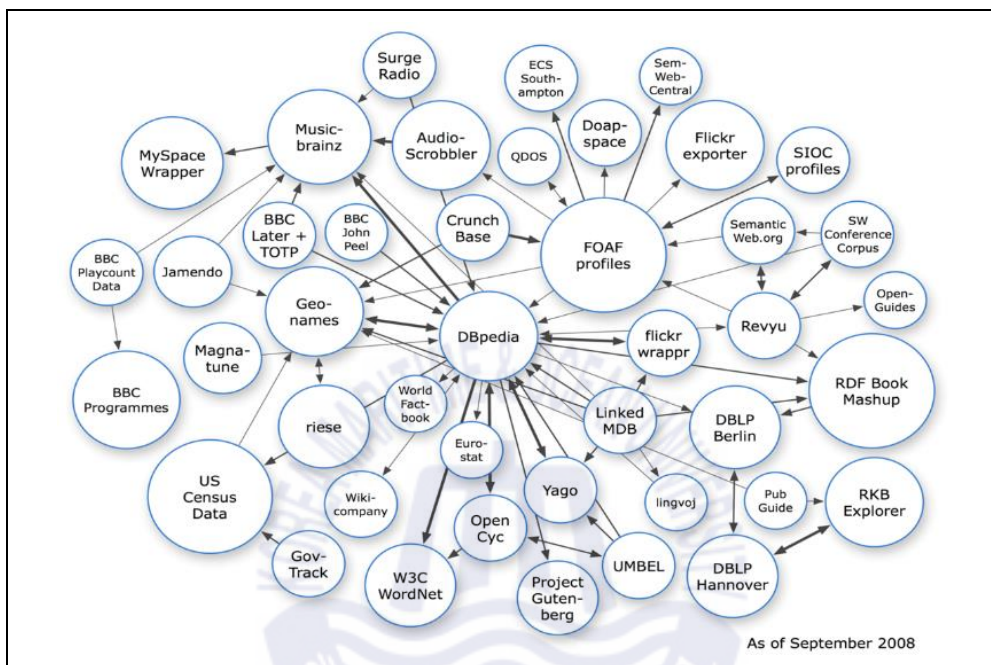 Surge
Radio
ECS
South-
ampton
Sem-
Web-
Central
Music-
brainz
Audio-
Scrobbler
Doap-
space
Flickr
exporter
MySpace
Wrapper
QDOS
SIOC
profiles
BBC
Later +
TOTP
BBC
John
Peel
Crunch
Base
FOAF
profiles
Semantic
Web.org
SW
Conference
Corpus
BBC
Playcount
Data
Jamendo
Geo-
names
DBpedia
flickr
wrappr
Revyu
Open-
Guides
Magna-
tune
BBC
Programmes
RDF Book
Mashup
riese
World
Fact-
book
Euro-
stat
Linked
MDB
DBLP
Berlin
US
Census
Data
Wiki-
company
Yago
lingvoj
Pub
Guide
RKB
Explorer
Open
Cyc
Gov-
Track
W3C
WordNet
Project
Guten-
berg
UMBEL
DBLP
Hannover
As of September 2008